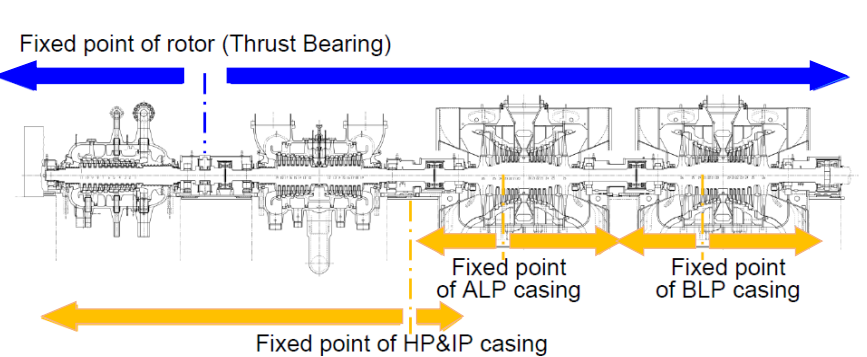 Fixed point of rotor (Thrust Bearing)
Fixed point
of ALP casing
Fixed point
of BLP casing
Fixed point of HP&IP casing